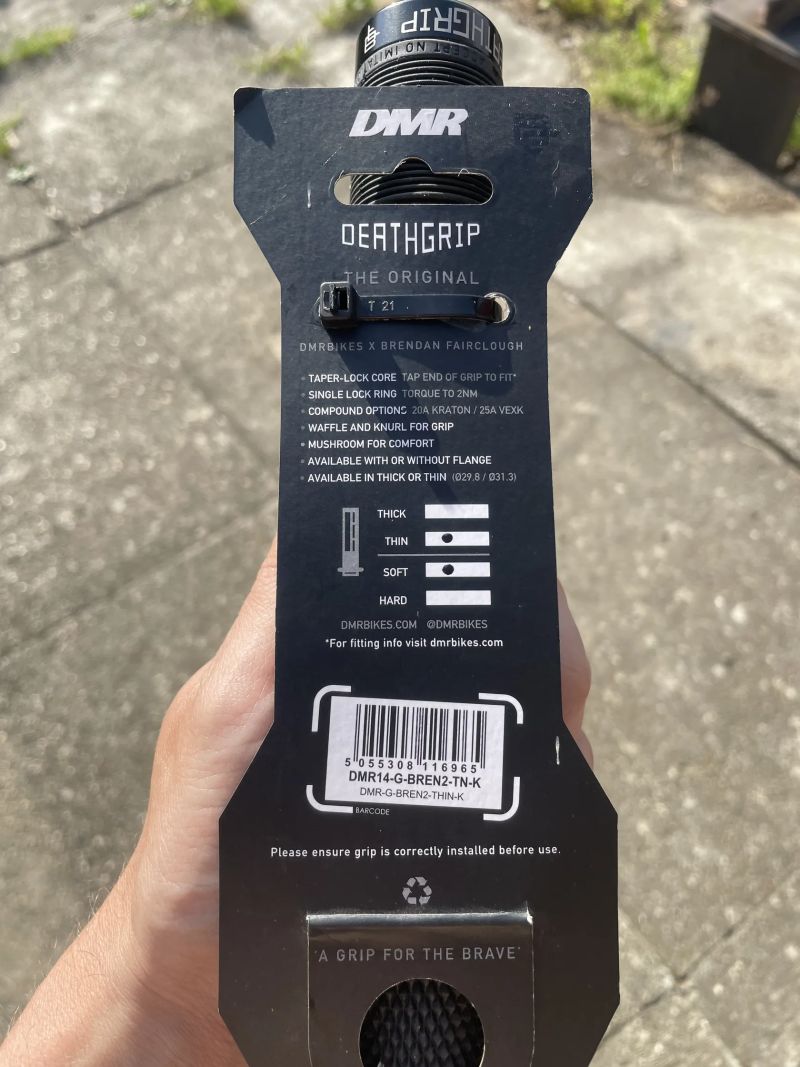 DEATHGRIP
ACCEPT NO IMITA
DMR
DEATHGRIP
THE ORIGINAL
T 21
DMRBIKES X BRENDAN FAIRCLOUGH
• TAPER-LOCK CORE TAP END OF GRIP TO FIT*
• SINGLE LOCK RING TORQUE TO 2NM
• COMPOUND OPTIONS 20A KRATON / 25A VEXK
• WAFFLE AND KNURL FOR GRIP
• MUSHROOM FOR COMFORT
• AVAILABLE WITH OR WITHOUT FLANGE
• AVAILABLE IN THICK OR THIN (Ø29.8 / Ø31.3)
THICK
THIN
SOFT
HARD
DMRBIKES.COM @DMRBIKES
*For fitting info visit dmrbikes.com
5 055308 116965
DMR14-G-BREN2-TN-K
DMR-G-BREN2-THIN-K
BARCODE
Please ensure grip is correctly installed before use.
'A GRIP FOR THE BRAVE'